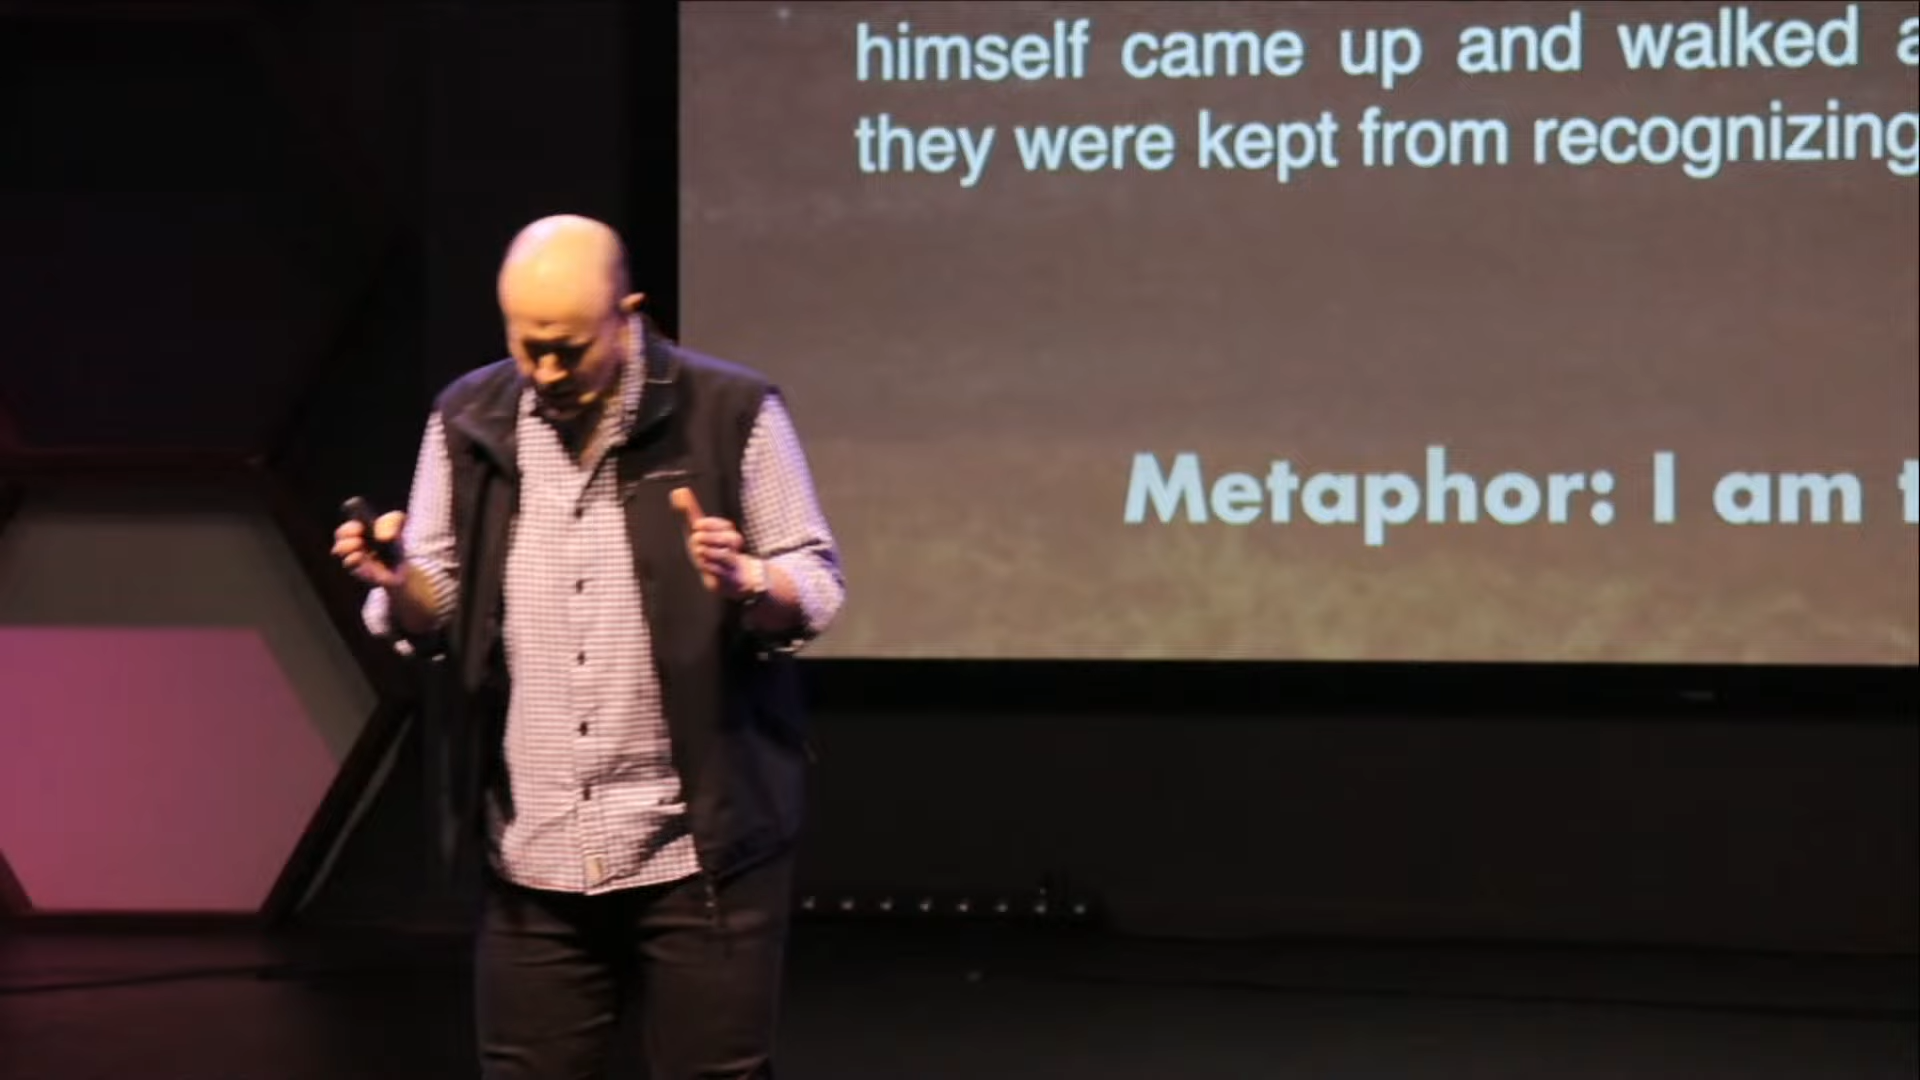 himself came up and walked
they were kept from recognizing
Metaphor: I am